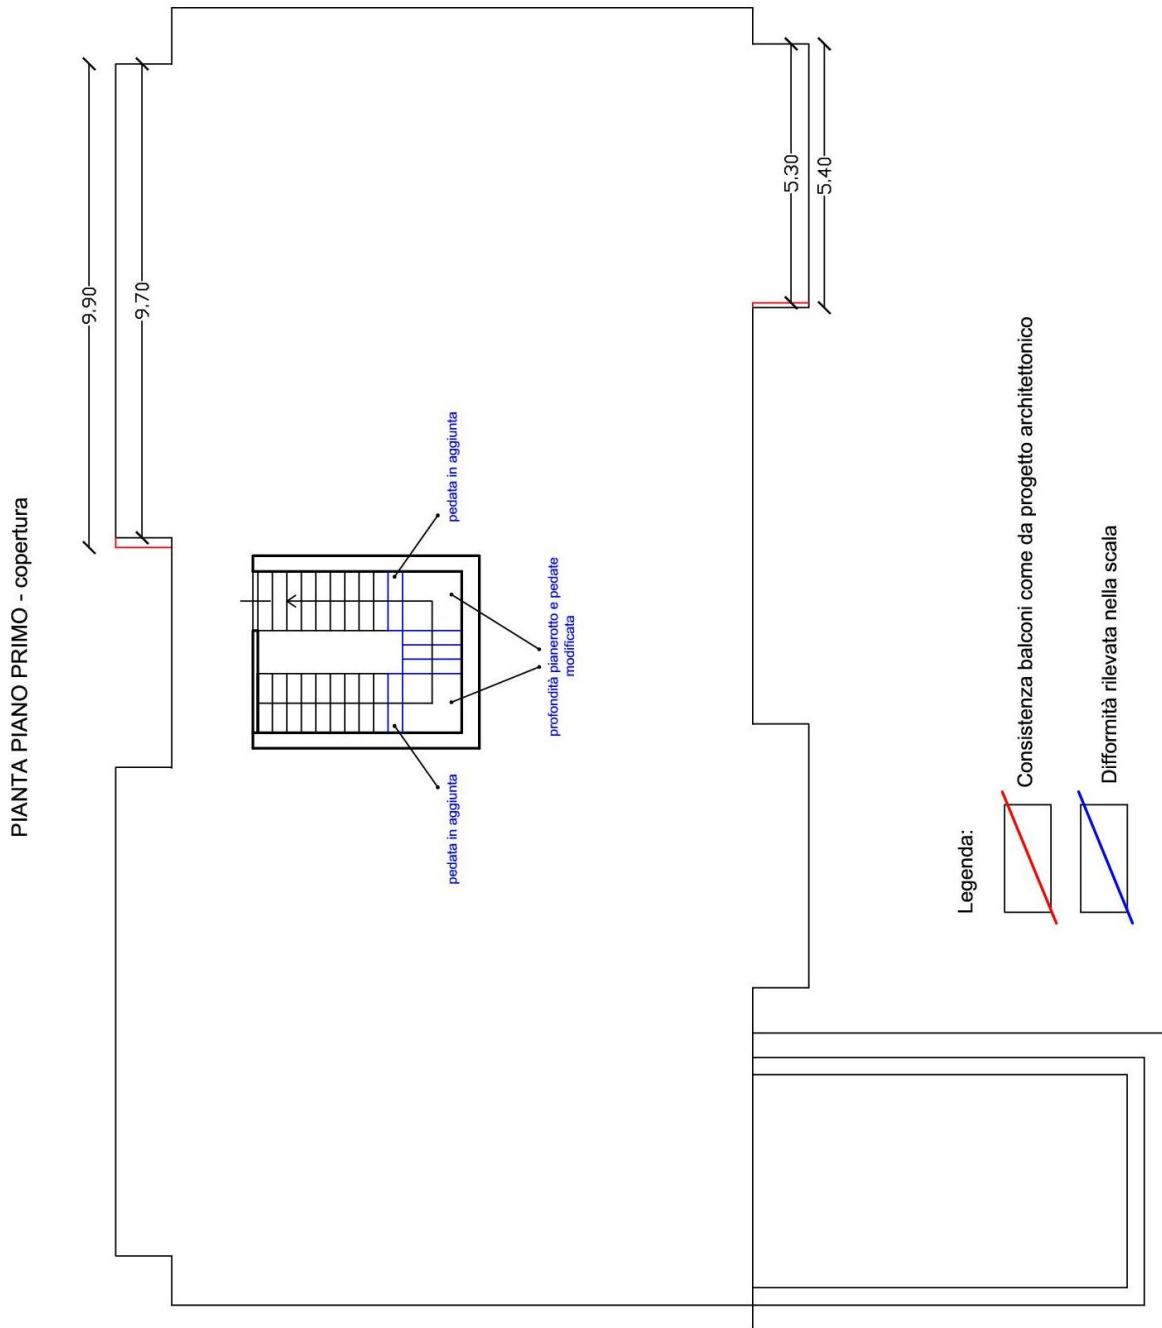 PIANTA PIANO PRIMO - copertura
9.90
9.70
5.30
5.40
pedata in aggiunta
pedata in aggiunta
profondità pianerotto e pedate
modificata
Legenda:
Consistenza balconi come da progetto architettonico
Difformità rilevata nella scala